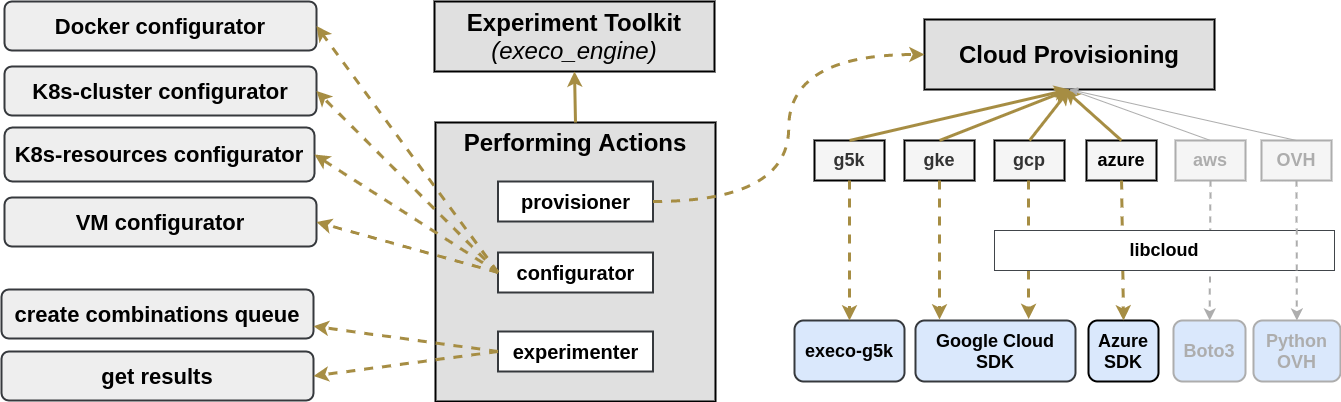 Docker configurator
K8s-cluster configurator
K8s-resources configurator
VM configurator
create combinations queue
get results
Experiment Toolkit
(execo_engine)
Performing Actions
provisioner
configurator
experimenter
Cloud Provisioning
g5k
gke
gcp
azure
aws
OVH
libcloud
execo-g5k
Google Cloud
SDK
Azure
SDK
Boto3
Python
OVH